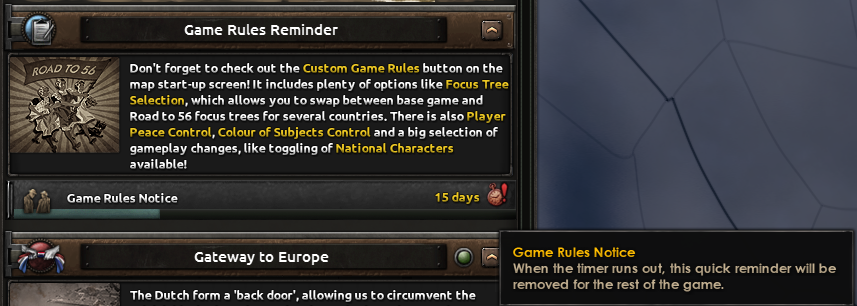 Game Rules Reminder
ROAD TO 56
Don't forget to check out the Custom Game Rules button on the
map start-up screen! It includes plenty of options like Focus Tree
Selection, which allows you to swap between base game and
Road to 56 focus trees for several countries. There is also Player
Peace Control, Colour of Subjects Control and a big selection of
gameplay changes, like toggling of National Characters
available!
Game Rules Notice
15 days
Gateway to Europe
The Dutch form a 'back door', allowing us to circumvent the
Game Rules Notice
When the timer runs out, this quick reminder will be
removed for the rest of the game.